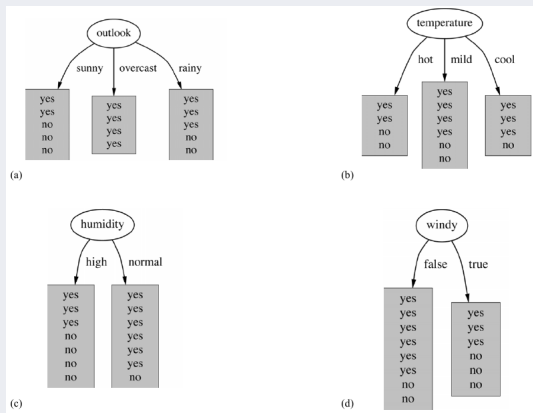 outlook
sunny
overcast
rainy
yes
yes
no
no
no
yes
yes
yes
yes
yes
yes
yes
no
no
(a)
temperature
hot
mild
cool
yes
yes
no
no
yes
yes
yes
yes
no
no
yes
yes
yes
no
(b)
humidity
high
normal
yes
yes
yes
no
no
no
no
yes
yes
yes
yes
yes
yes
no
(c)
windy
false
true
yes
yes
yes
yes
yes
yes
no
no
yes
yes
yes
no
no
no
(d)